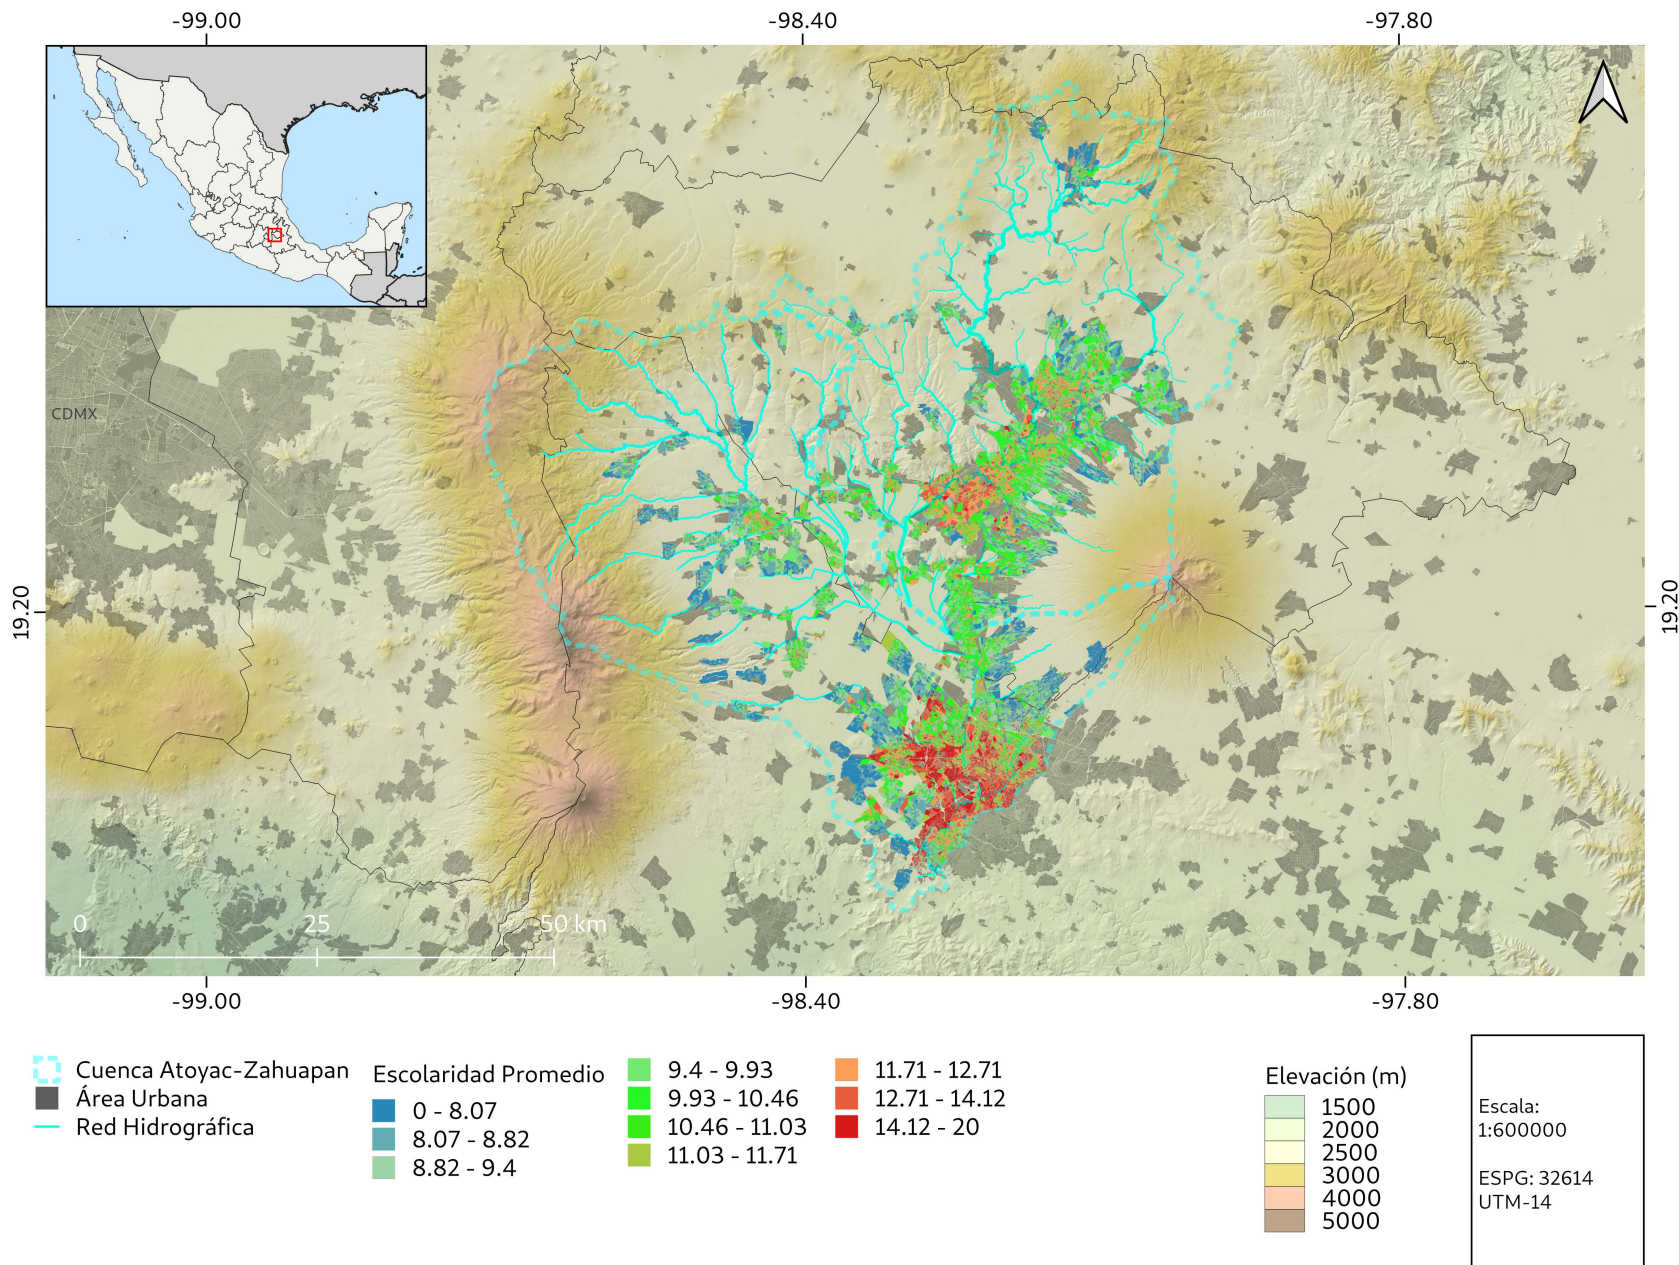 -99.00
-98.40
-97.80
CDMX
19.20
19.20
0
25
50 km
-99.00
-98.40
-97.80
Cuenca Atoyac-Zahuapan
Área Urbana
Red Hidrográfica
Escolaridad Promedio
0 - 8.07
8.07 - 8.82
8.82 - 9.4
9.4 - 9.93
9.93 - 10.46
10.46 - 11.03
11.03 - 11.71
11.71 - 12.71
12.71 - 14.12
14.12 - 20
Elevación (m)
1500
2000
2500
3000
4000
5000
Escala:
1:600000
ESPG: 32614
UTM-14